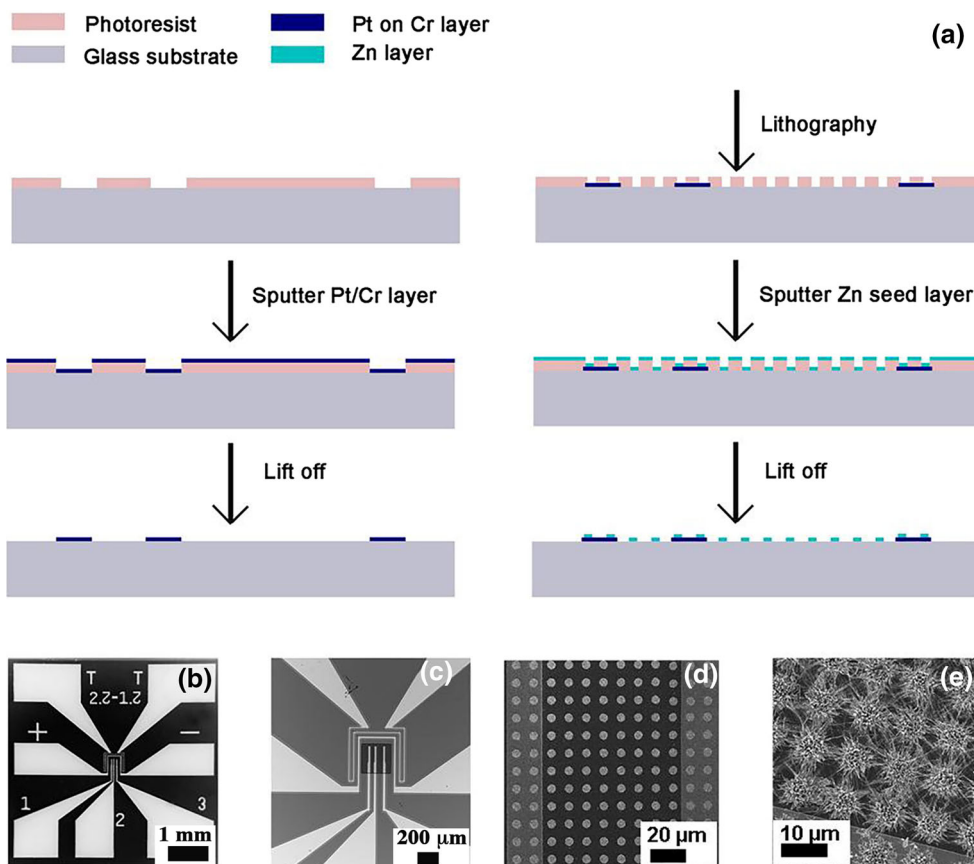 Photoresist
Pt on Cr layer
(a)
Glass substrate
Zn layer
Lithography
Sputter Pt/Cr layer
Sputter Zn seed layer
Lift off
Lift off
(b)
T T
2.2-1.2
+ −
1 2 3
1 mm
(c)
200 μm
(d)
20 μm
(e)
10 μm